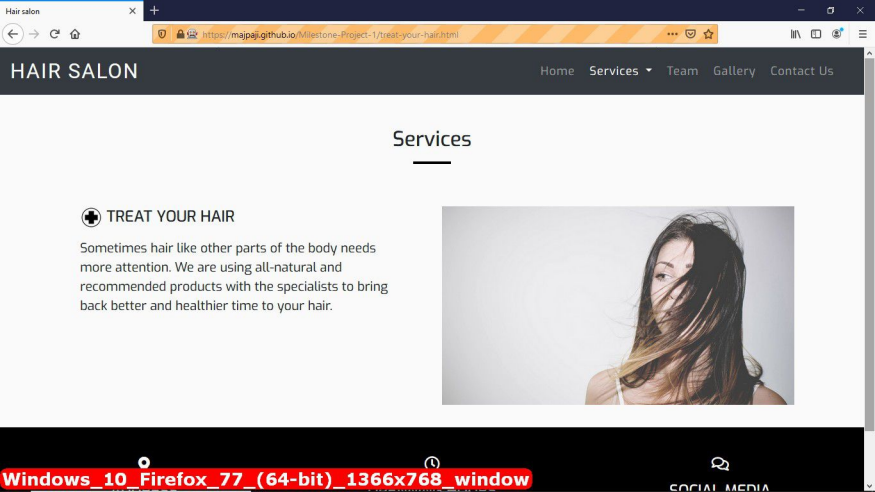 Hair salon
https://majpaji.github.io/Milestone-Project-1/treat-your-hair.html
HAIR SALON
Home Services Team Gallery Contact Us
Services
TREAT YOUR HAIR
Sometimes hair like other parts of the body needs
more attention. We are using all-natural and
recommended products with the specialists to bring
back better and healthier time to your hair.
SOCIAL MEDIA
Windows_10_Firefox_77_(64-bit)_1366x768_window